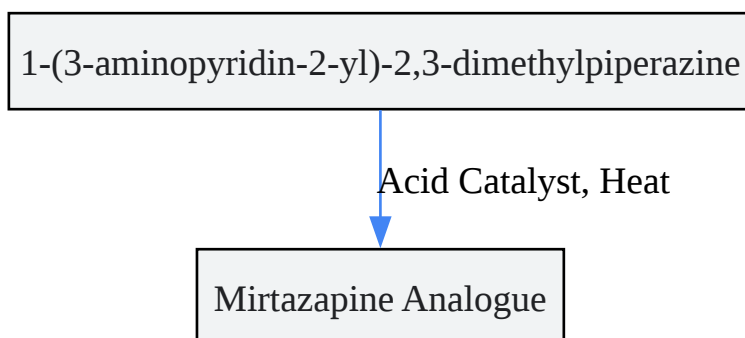 1-(3-aminopyridin-2-yl)-2,3-dimethylpiperazine
Acid Catalyst, Heat
Mirtazapine Analogue